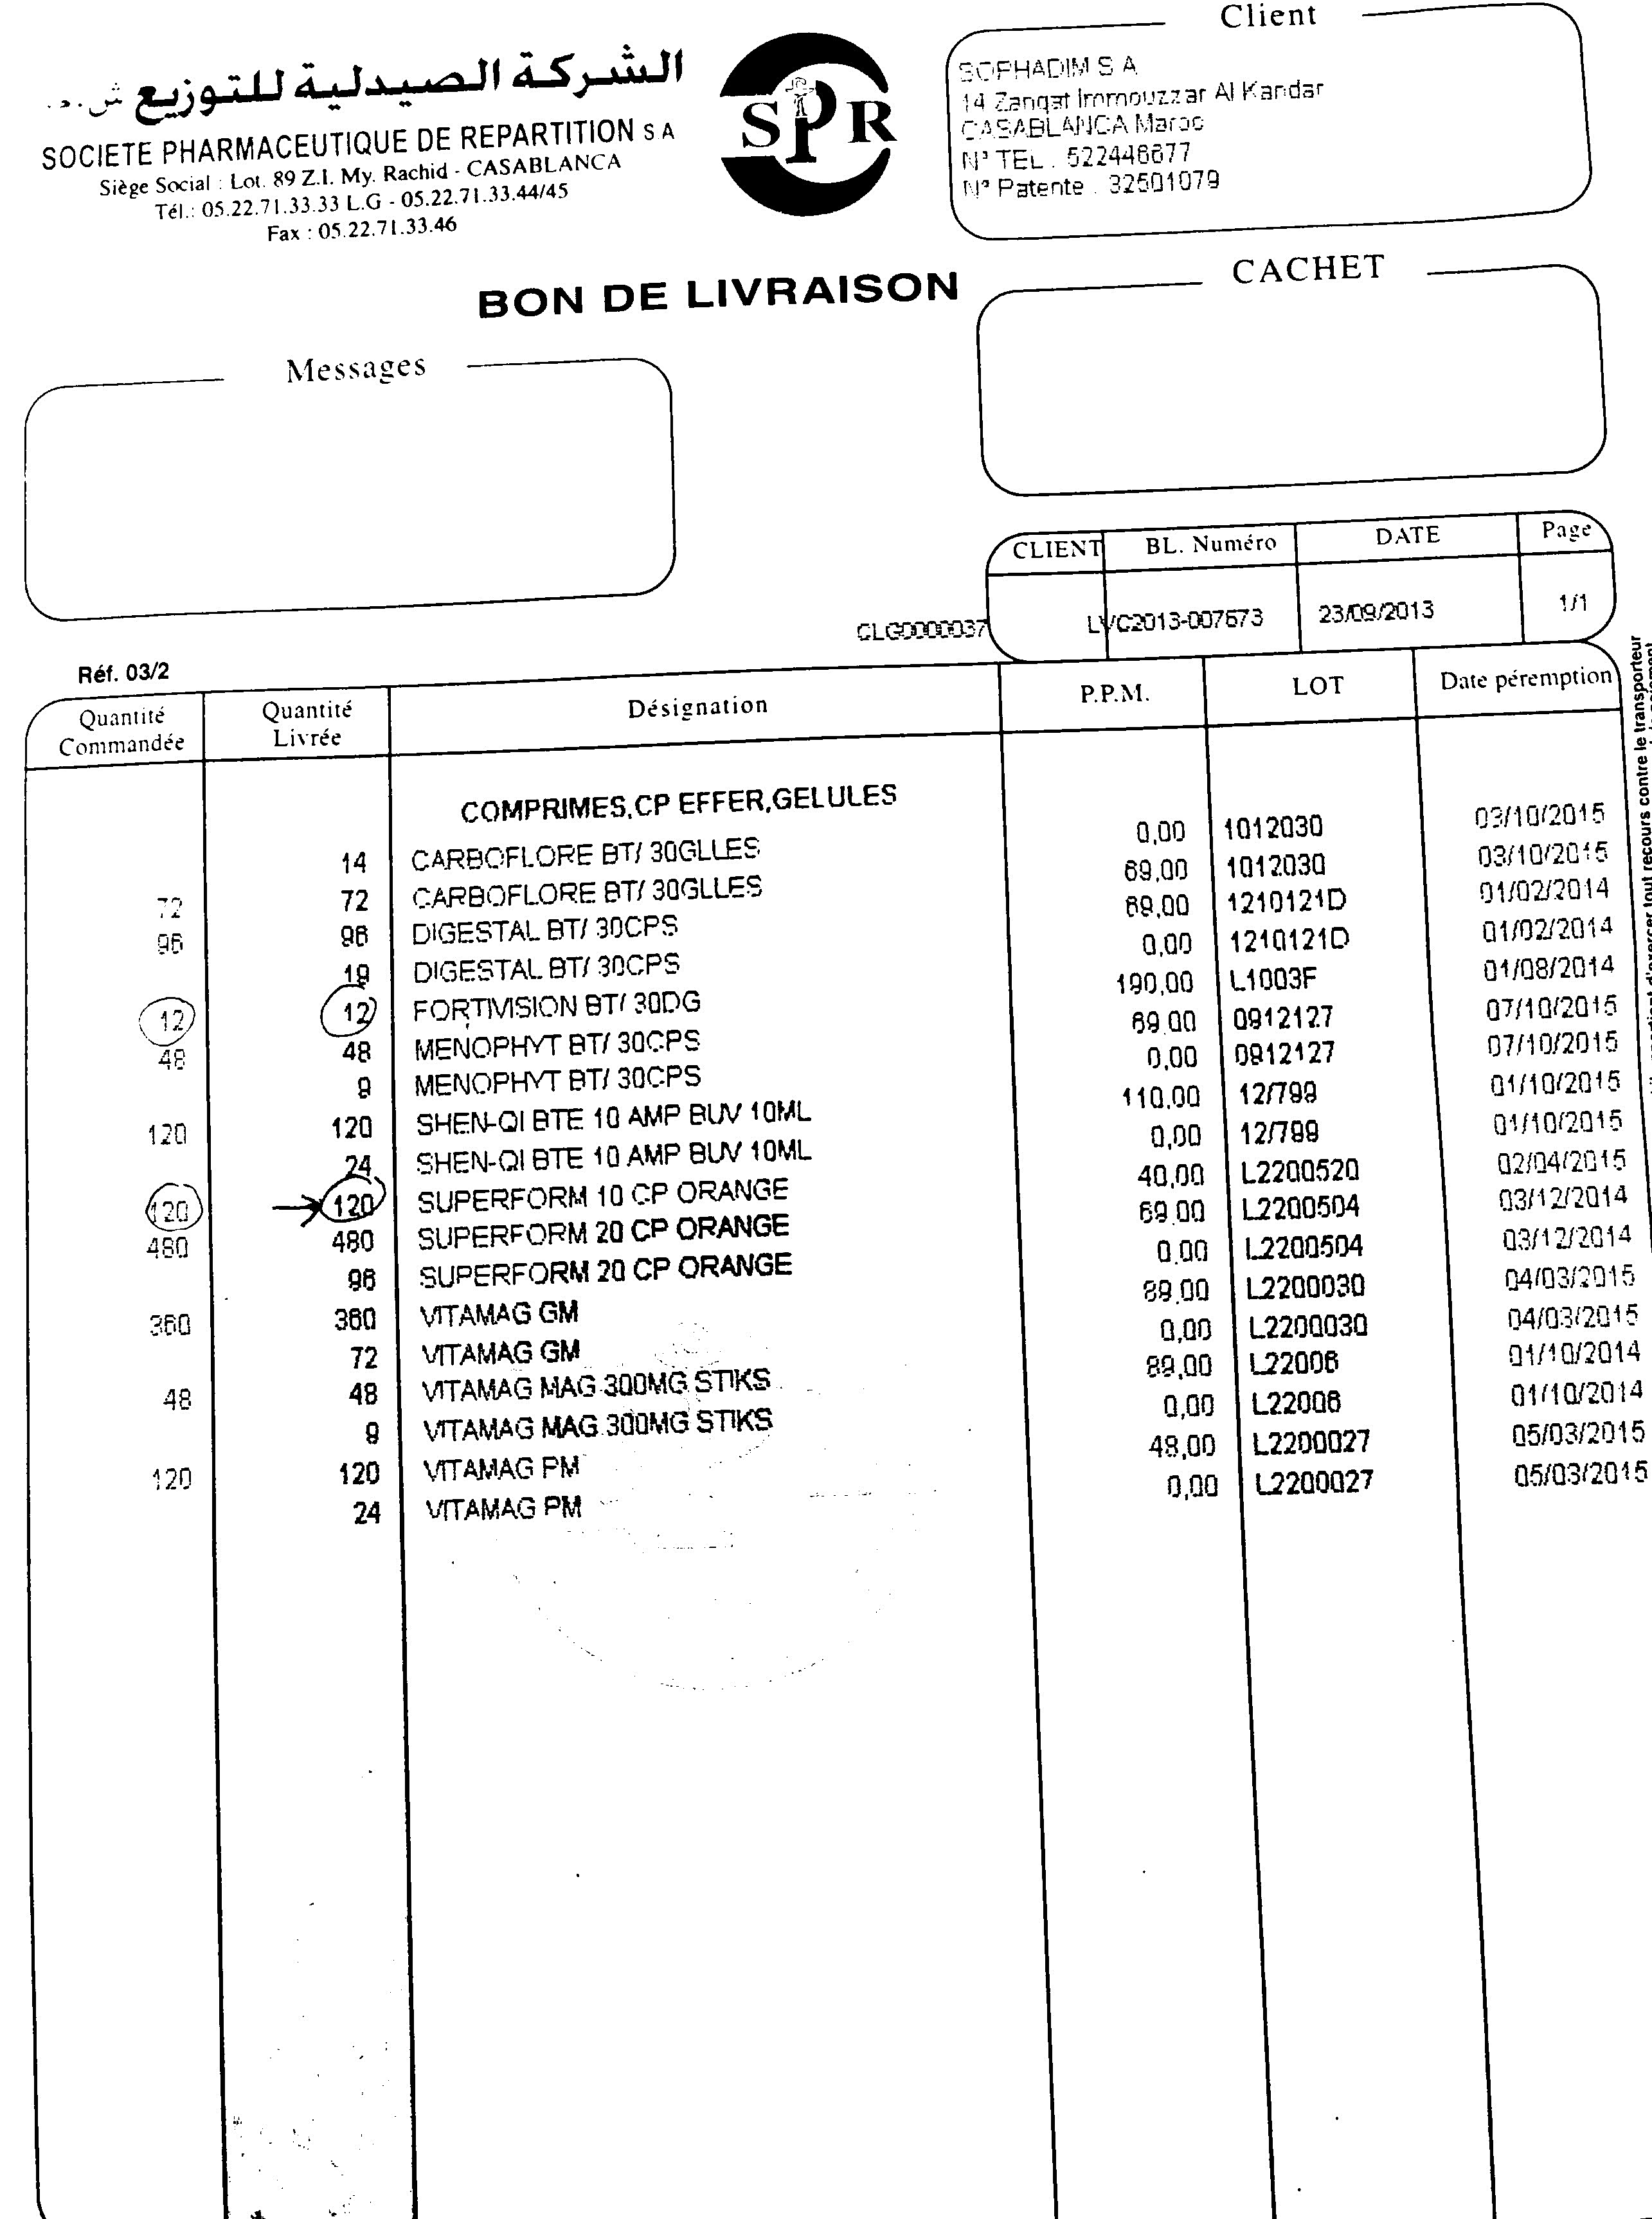 الشركة الصيدلية للتوزيع ش.م.
SOCIETE PHARMACEUTIQUE DE REPARTITION S.A
Siège Social : Lot. 89 Z.I. My. Rachid - CASABLANCA
Tél.: 05.22.71.33.33 L.G - 05.22.71.33.44/45
Fax : 05.22.71.33.46
SPR
Client
SOPHADIM S A
14 Zanqat Immouzzar Al Kandar
CASABLANCA Maroc
N° TEL . 522446677
N° Patente . 32501079
BON DE LIVRAISON
CACHET
Messages
CLIENT BL. Numéro DATE Page
CLG0000037 LVC2013-007673 23/09/2013 1/1
Réf. 03/2
Quantité Commandée Quantité Livrée Désignation P.P.M. LOT Date péremption
COMPRIMES,CP EFFER,GELULES
14 CARBOFLORE BT/ 30GLLES 0,00 1012030 03/10/2015
72 72 CARBOFLORE BT/ 30GLLES 69,00 1012030 03/10/2015
96 96 DIGESTAL BT/ 30CPS 69,00 1210121D 01/02/2014
19 DIGESTAL BT/ 30CPS 0,00 1210121D 01/02/2014
12 12 FORTIVISION BT/ 30DG 190,00 L1003F 01/08/2014
48 48 MENOPHYT BT/ 30CPS 69,00 0912127 07/10/2015
9 MENOPHYT BT/ 30CPS 0,00 0912127 07/10/2015
120 120 SHEN-QI BTE 10 AMP BUV 10ML 110,00 12/799 01/10/2015
24 SHEN-QI BTE 10 AMP BUV 10ML 0,00 12/799 01/10/2015
120 120 SUPERFORM 10 CP ORANGE 40,00 L2200520 02/04/2015
480 480 SUPERFORM 20 CP ORANGE 69,00 L2200504 03/12/2014
96 SUPERFORM 20 CP ORANGE 0,00 L2200504 03/12/2014
360 360 VITAMAG GM 89,00 L2200030 04/03/2015
72 VITAMAG GM 0,00 L2200030 04/03/2015
48 48 VITAMAG MAG 300MG STIKS 89,00 L22006 01/10/2014
9 VITAMAG MAG 300MG STIKS 0,00 L22006 01/10/2014
120 120 VITAMAG PM 48,00 L2200027 05/03/2015
24 VITAMAG PM 0,00 L2200027 05/03/2015
tout recours contre le transporteur